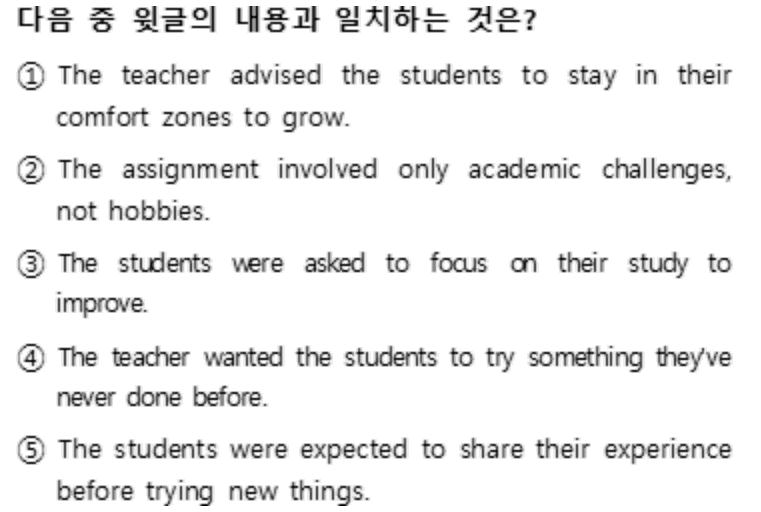 다음 중 윗글의 내용과 일치하는 것은?
① The teacher advised the students to stay in their
comfort zones to grow.
② The assignment involved only academic challenges,
not hobbies.
③ The students were asked to focus on their study to
improve.
④ The teacher wanted the students to try something they've
never done before.
⑤ The students were expected to share their experience
before trying new things.